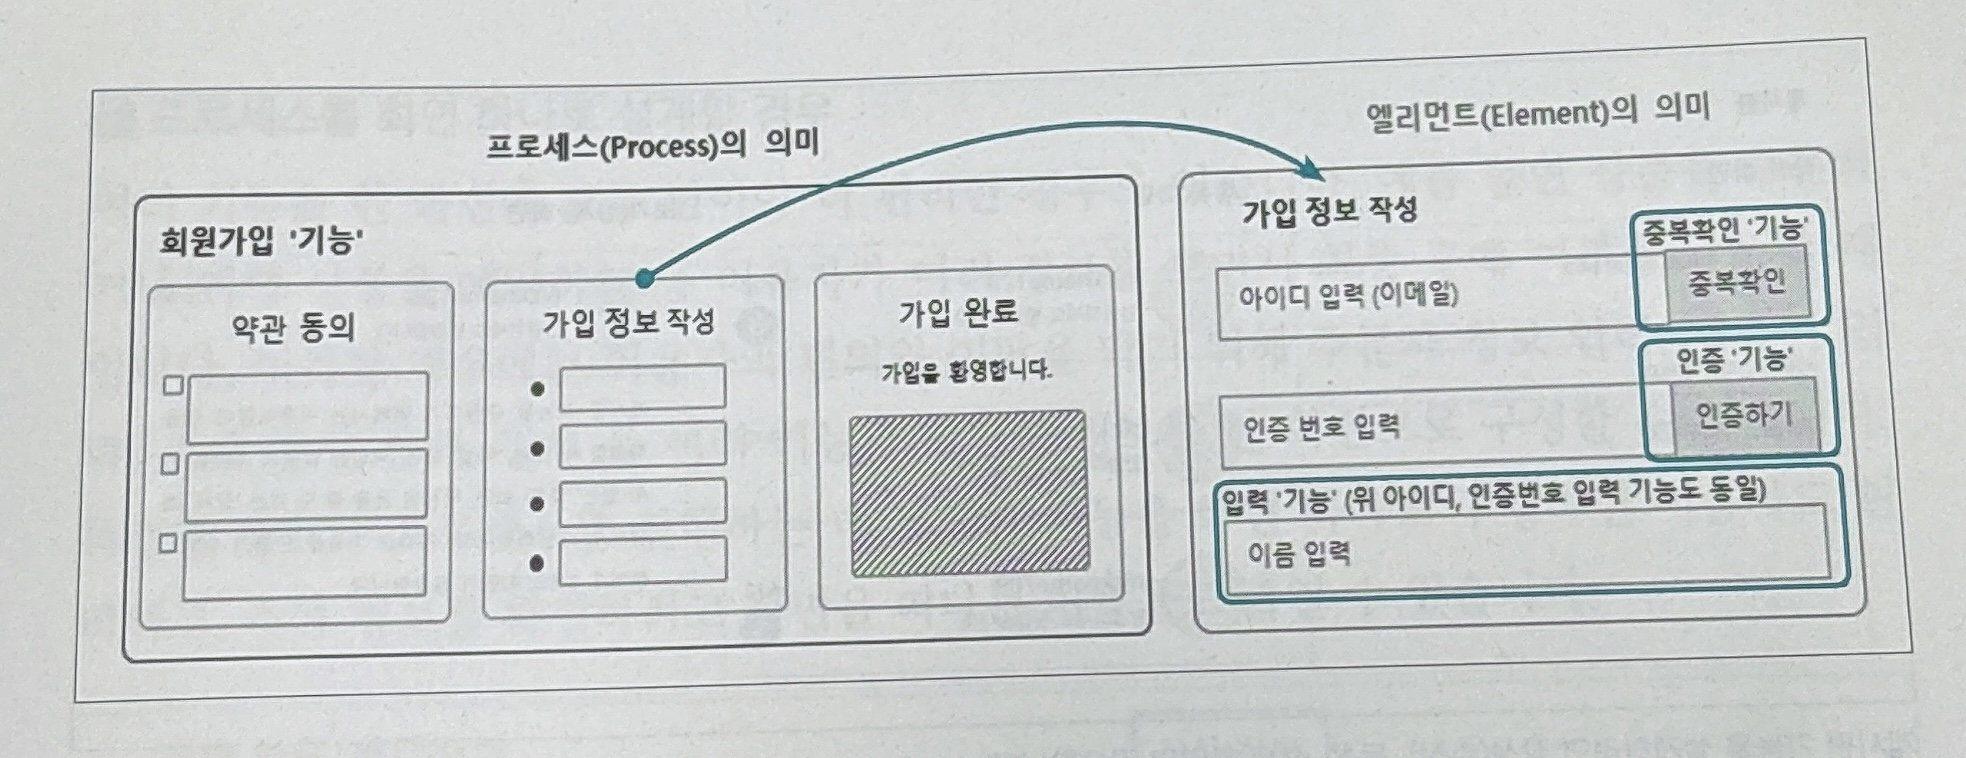 프로세스(Process)의 의미
회원가입 '기능'
약관 동의
가입 정보 작성
가입 완료
가입을 환영합니다.
엘리먼트(Element)의 의미
가입 정보 작성
중복확인 '기능'
아이디 입력 (이메일)
중복확인
인증 '기능'
인증 번호 입력
인증하기
입력 '기능' (위 아이디, 인증번호 입력 기능도 동일)
이름 입력